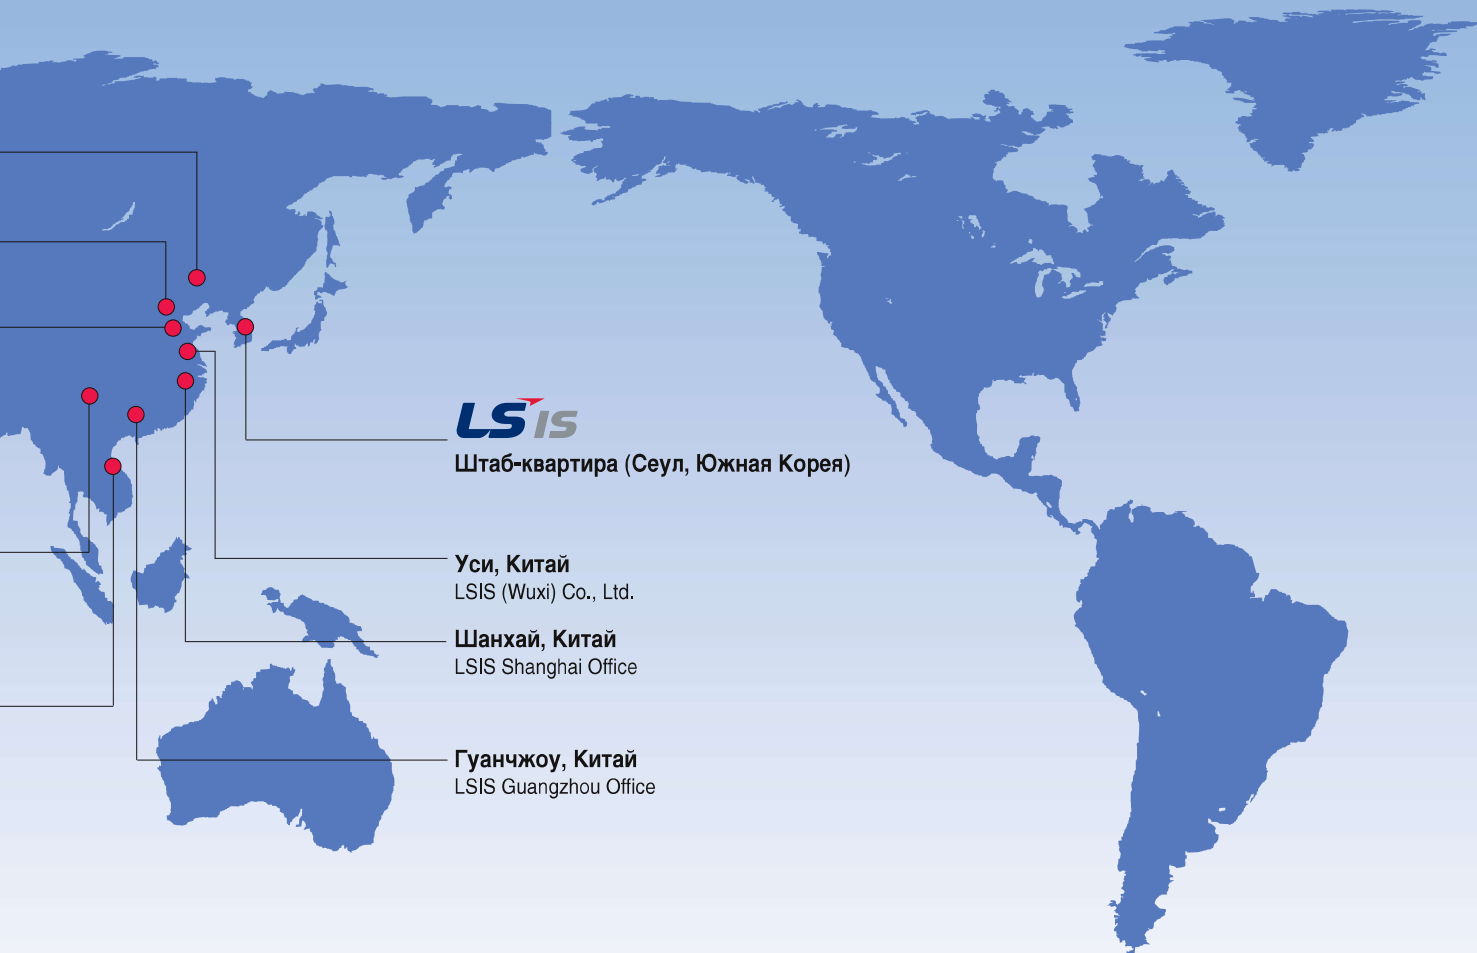 LSIS
Штаб-квартира (Сеул, Южная Корея)
Уси, Китай
LSIS (Wuxi) Co., Ltd.
Шанхай, Китай
LSIS Shanghai Office
Гуанчжоу, Китай
LSIS Guangzhou Office